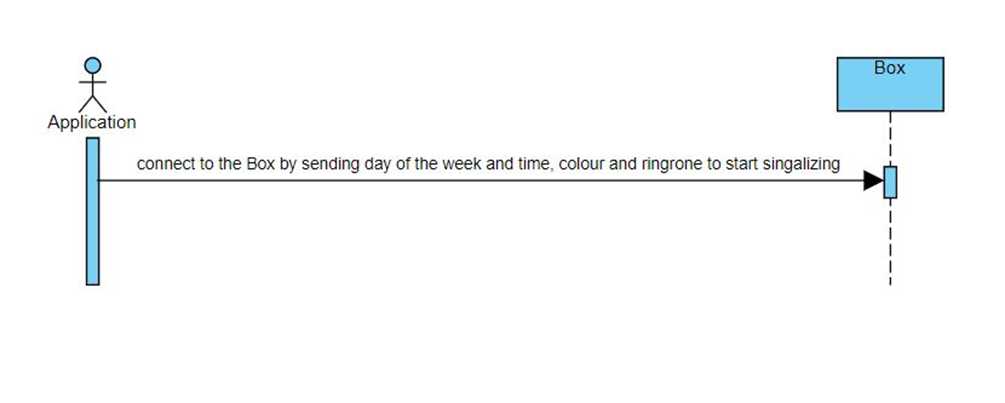 Box
Application
connect to the Box by sending day of the week and time, colour and ringrone to start singalizing